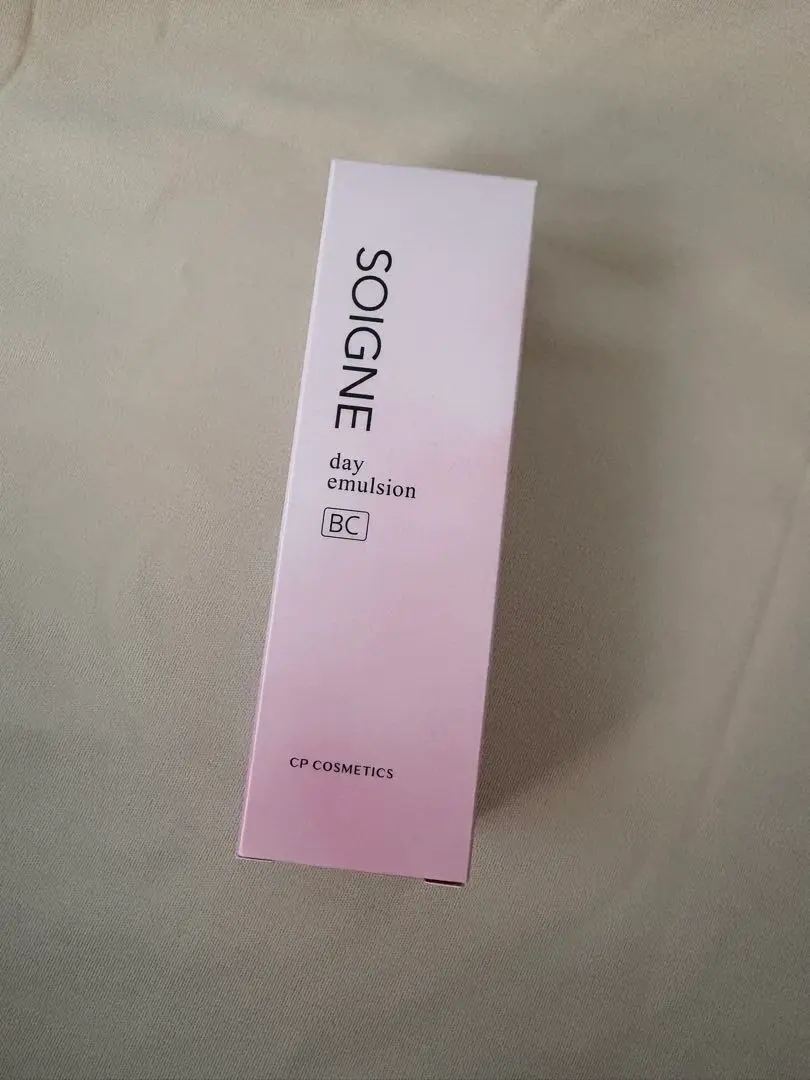 SOIGNE
day
emulsion
BC
CP COSMETICS